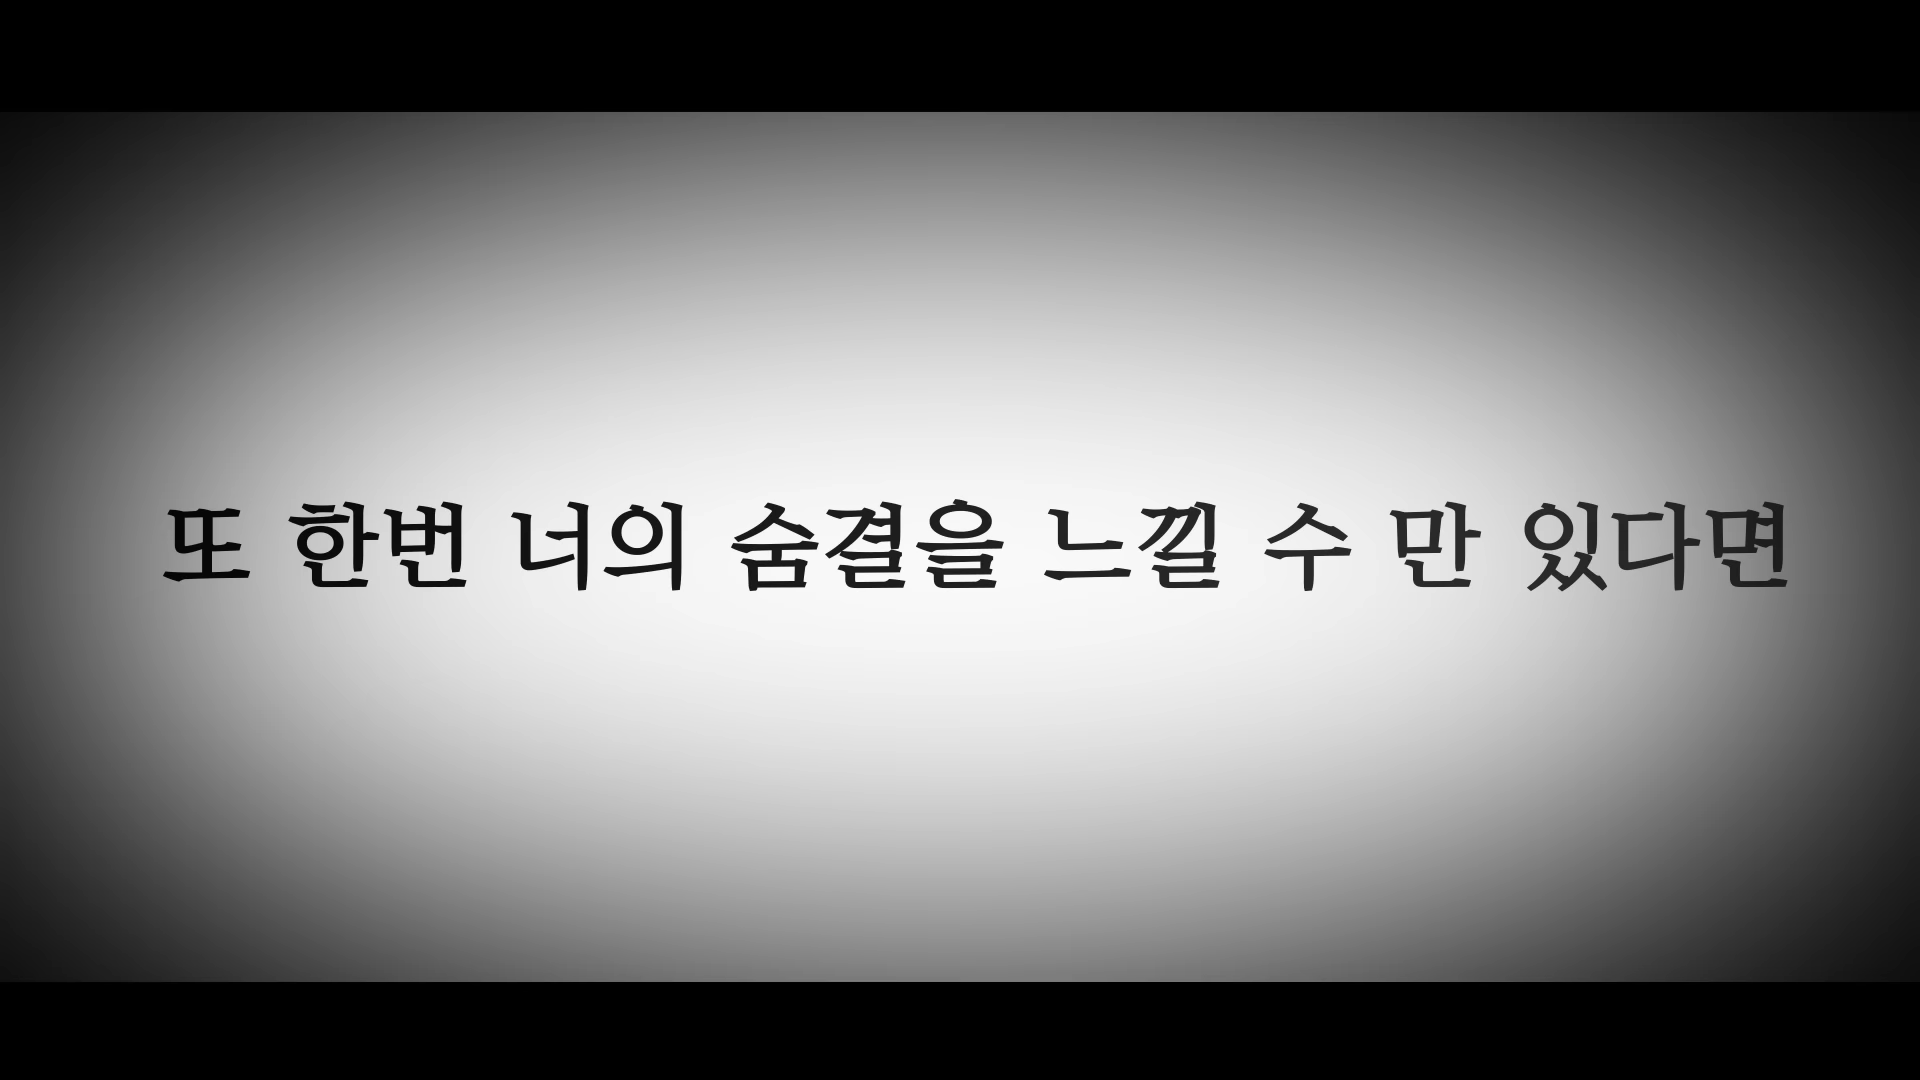 또 한번 너의 숨결을 느낄 수 만 있다면